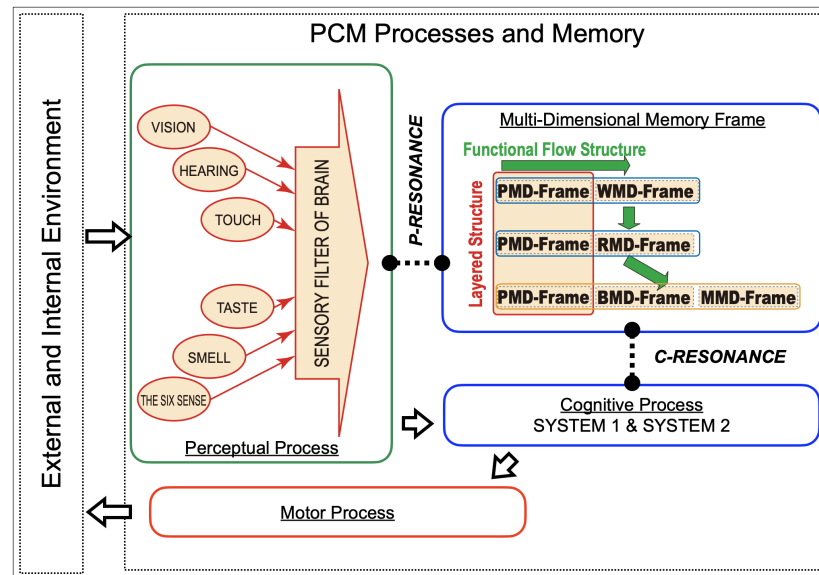 PCM Processes and Memory
External and Internal Environment
VISION
HEARING
TOUCH
TASTE
SMELL
THE SIX SENSE
SENSORY FILTER OF BRAIN
Perceptual Process
P-RESONANCE
Multi-Dimensional Memory Frame
Functional Flow Structure
Layered Structure
PMD-Frame WMD-Frame
PMD-Frame RMD-Frame
PMD-Frame BMD-Frame MMD-Frame
C-RESONANCE
Cognitive Process
SYSTEM 1 & SYSTEM 2
Motor Process